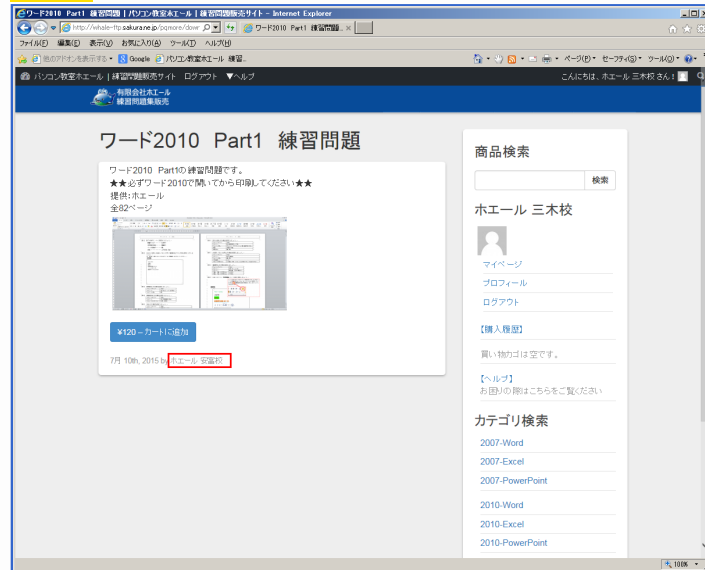 ワード2010 Part1 練習問題 | パソコン教室ホエール | 練習問題販売サイト - Internet Explorer
http://whale-ttp.sakura.ne.jp/pqmore/dowr
ワード2010 Part1 練習問題...
ファイル(F) 編集(E) 表示(V) お気に入り(A) ツール(T) ヘルプ(H)
他のアドオンを表示する
Google
パソコン教室ホエール 練習..
ページ(P) セーフティ(S) ツール(O)
パソコン教室ホエール | 練習問題販売サイト ログアウト ▼ヘルプ
こんにちは、ホエール 三木校 さん!
有限会社ホエール
練習問題集販売
ワード2010 Part1 練習問題
ワード2010 Part1の練習問題です。
★★必ずワード2010で開いてから印刷してください★★
提供:ホエール
全82ページ
¥120 – カートに追加
7月 10th, 2015 by ホエール 安富校
商品検索
検索
ホエール 三木校
マイページ
プロフィール
ログアウト
【購入履歴】
買い物カゴは空です。
【ヘルプ】
お困りの際はこちらをご覧ください
カテゴリ検索
2007-Word
2007-Excel
2007-PowerPoint
2010-Word
2010-Excel
2010-PowerPoint
100%